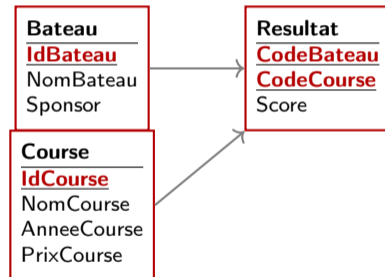 Bateau
IdBateau
NomBateau
Sponsor
Resultat
CodeBateau
CodeCourse
Score
Course
IdCourse
NomCourse
AnneeCourse
PrixCourse